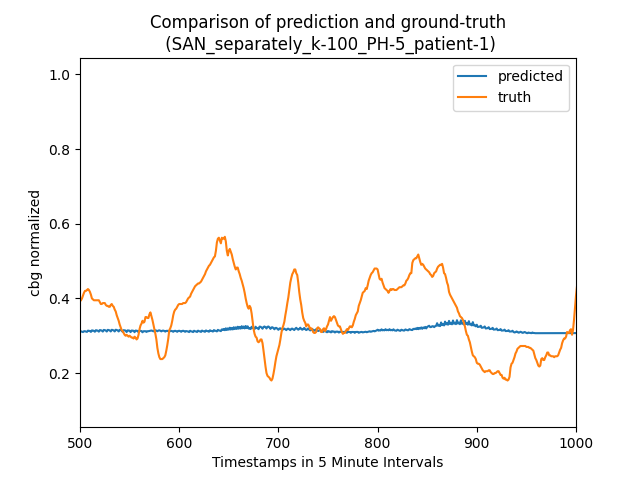 Comparison of prediction and ground-truth
(SAN_separately_k-100_PH-5_patient-1)
predicted
truth
1.0
0.8
0.6
0.4
0.2
cbg normalized
500
600
700
800
900
1000
Timestamps in 5 Minute Intervals